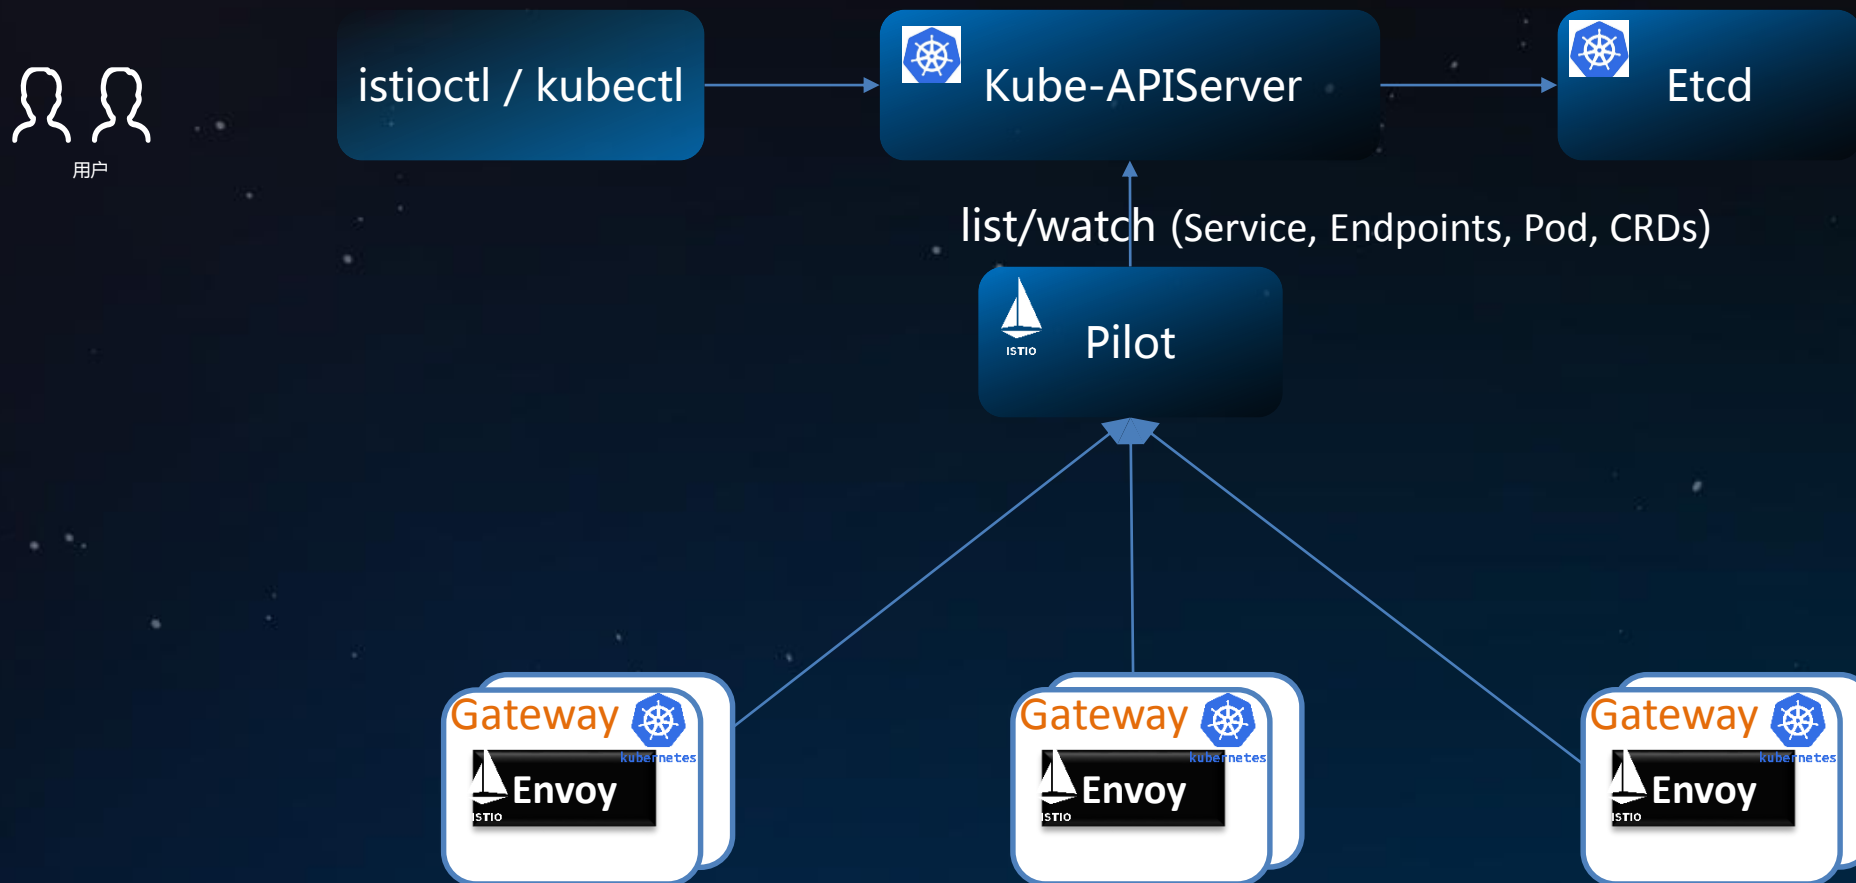 istioctl / kubectl
Kube-APIServer
Etcd
用户
list/watch (Service, Endpoints, Pod, CRDs)
ISTIO
Pilot
Gateway
kubernetes
Envoy
ISTIO
Gateway
kubernetes
Envoy
ISTIO
Gateway
kubernetes
Envoy
ISTIO